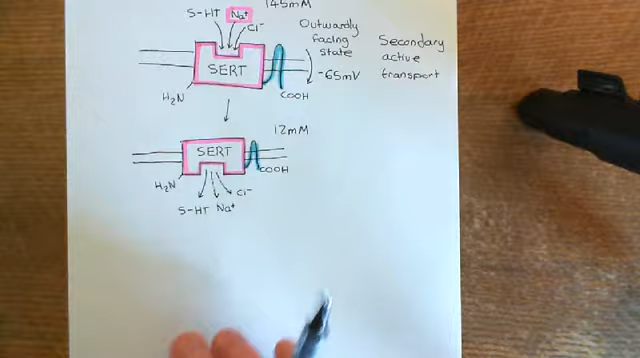 145mM
5-HT Na⁺ Cl⁻
Outwardly
facing
state
Secondary
active
transport
SERT
-65mV
H₂N
COOH
12mM
SERT
COOH
H₂N
Cl⁻
5-HT Na⁺